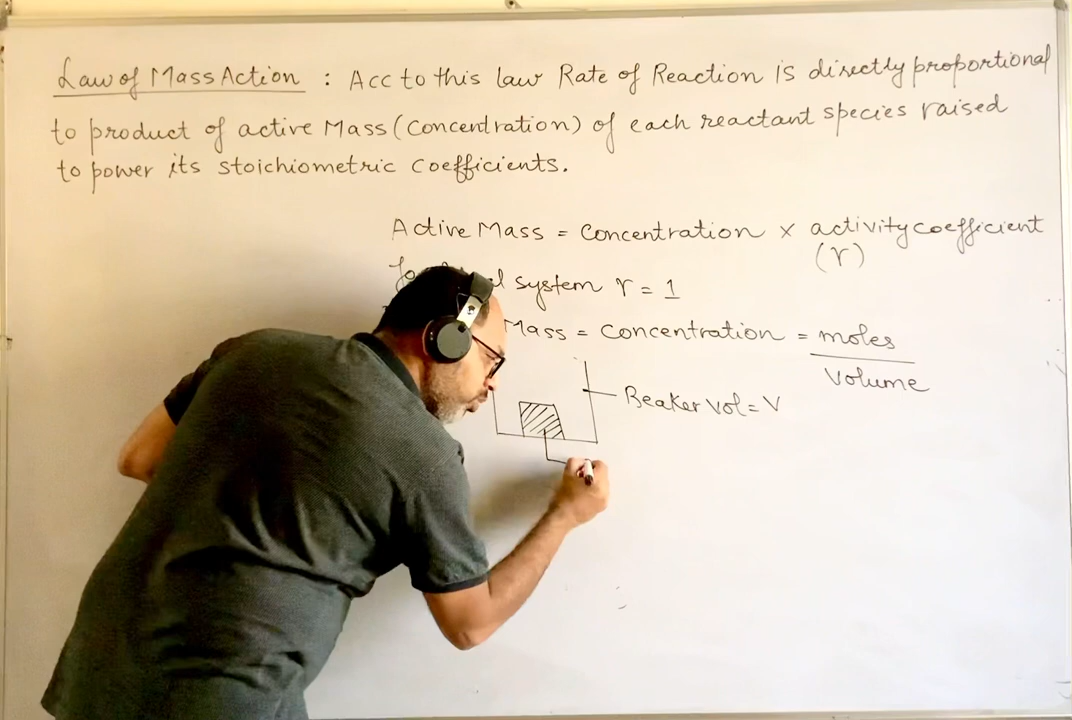 Law of Mass Action : Acc to this law Rate of Reaction is directly proportional
to product of active Mass (Concentration) of each reactant species raised
to power its stoichiometric coefficients.
Active Mass = Concentration × activity coefficient
(γ)
system γ = 1
Mass = Concentration = moles
Volume
Beaker Vol = V